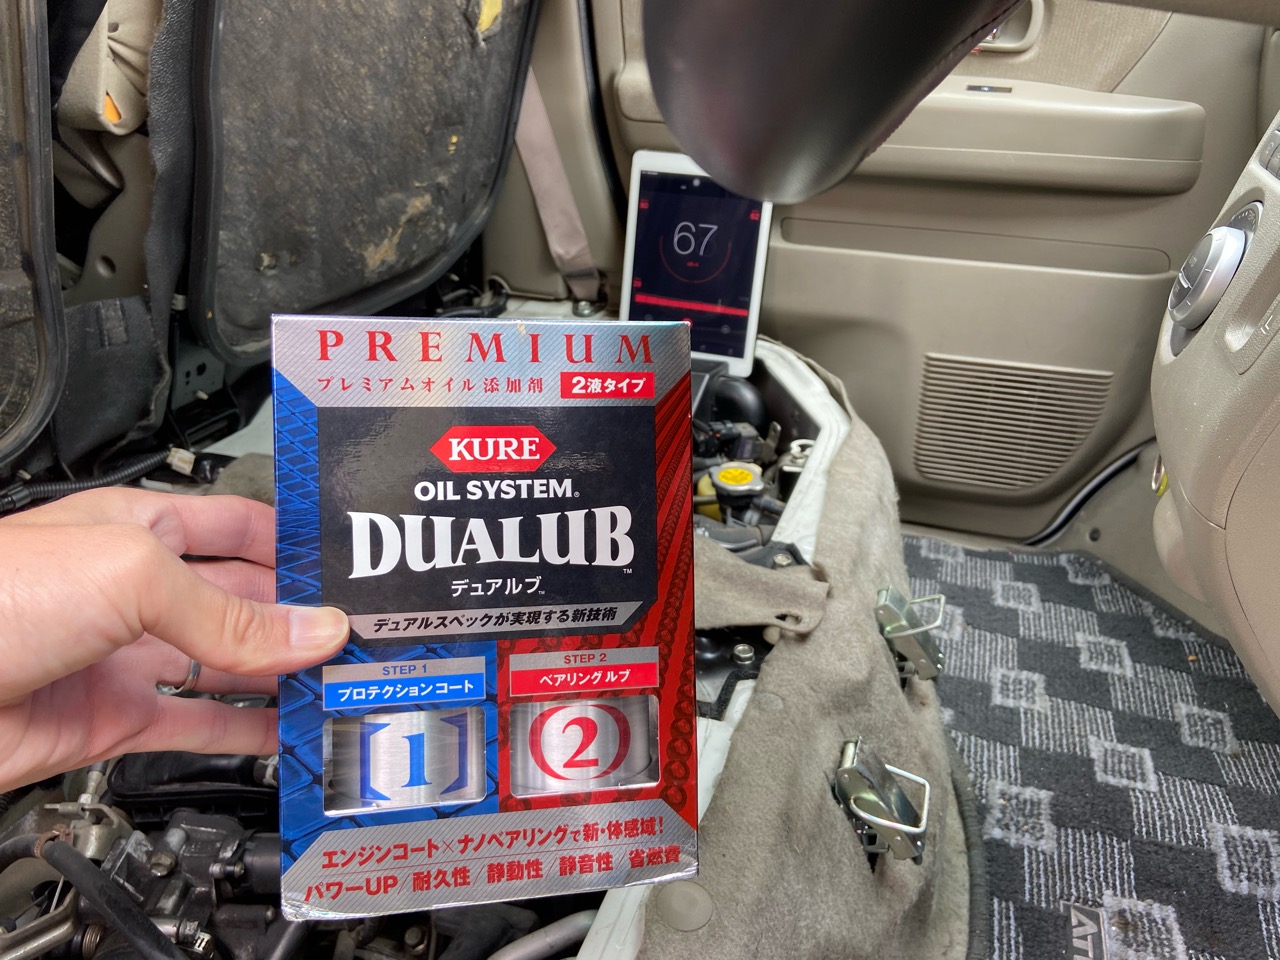 67
PREMIUM
プレミアムオイル添加剤 2液タイプ
KURE
OIL SYSTEM®
DUALUB™
デュアルブ™
デュアルスペックが実現する新技術
STEP 1
プロテクションコート
1
STEP 2
ベアリングルブ
2
エンジンコート×ナノベアリングで新・体感域!
パワーUP/耐久性/静動性/静音性/省燃費